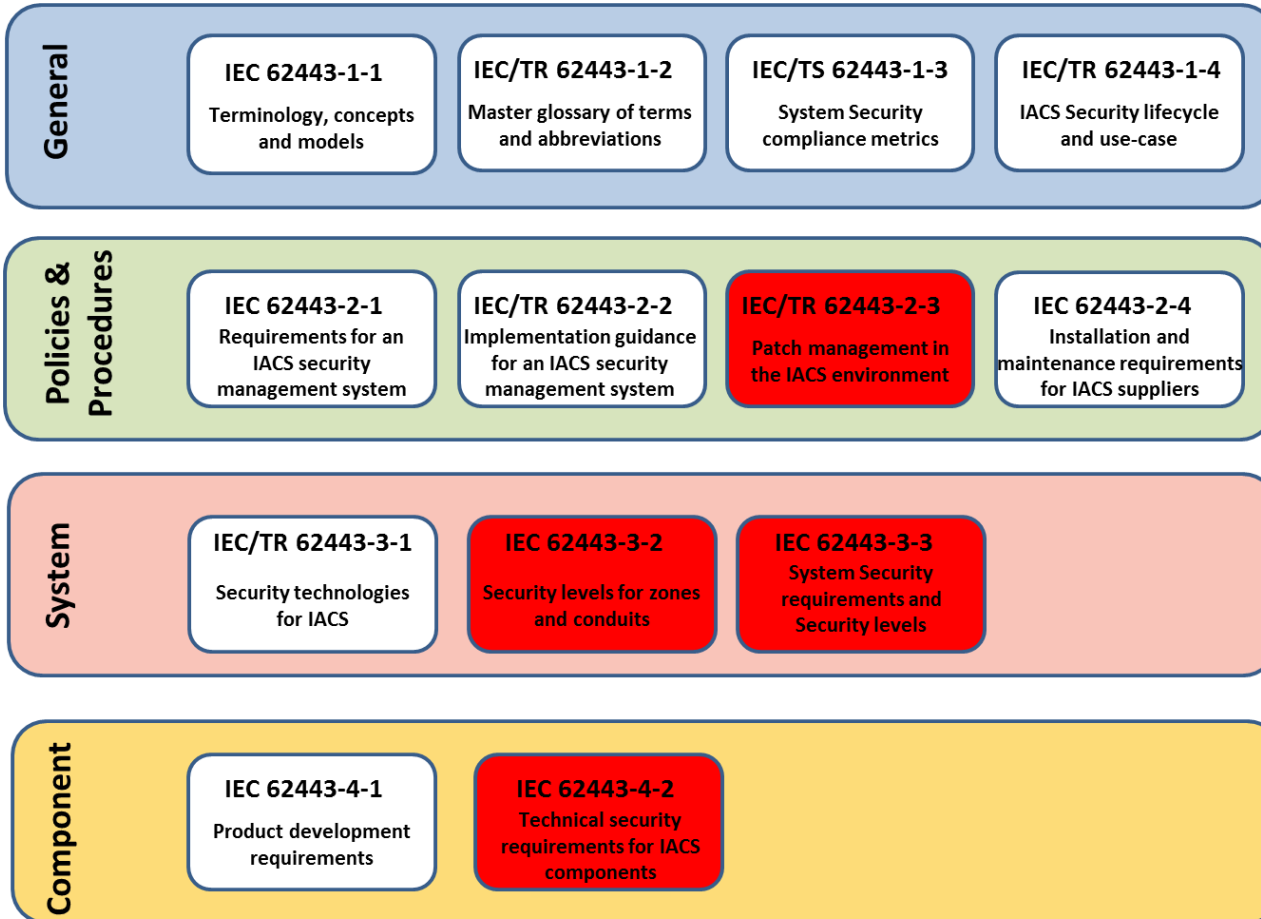 General
IEC 62443-1-1
Terminology, concepts
and models
IEC/TR 62443-1-2
Master glossary of terms
and abbreviations
IEC/TS 62443-1-3
System Security
compliance metrics
IEC/TR 62443-1-4
IACS Security lifecycle
and use-case
Policies &
Procedures
IEC 62443-2-1
Requirements for an
IACS security
management system
IEC/TR 62443-2-2
Implementation guidance
for an IACS security
management system
IEC/TR 62443-2-3
Patch management in
the IACS environment
IEC 62443-2-4
Installation and
maintenance requirements
for IACS suppliers
System
IEC/TR 62443-3-1
Security technologies
for IACS
IEC 62443-3-2
Security levels for zones
and conduits
IEC 62443-3-3
System Security
requirements and
Security levels
Component
IEC 62443-4-1
Product development
requirements
IEC 62443-4-2
Technical security
requirements for IACS
components